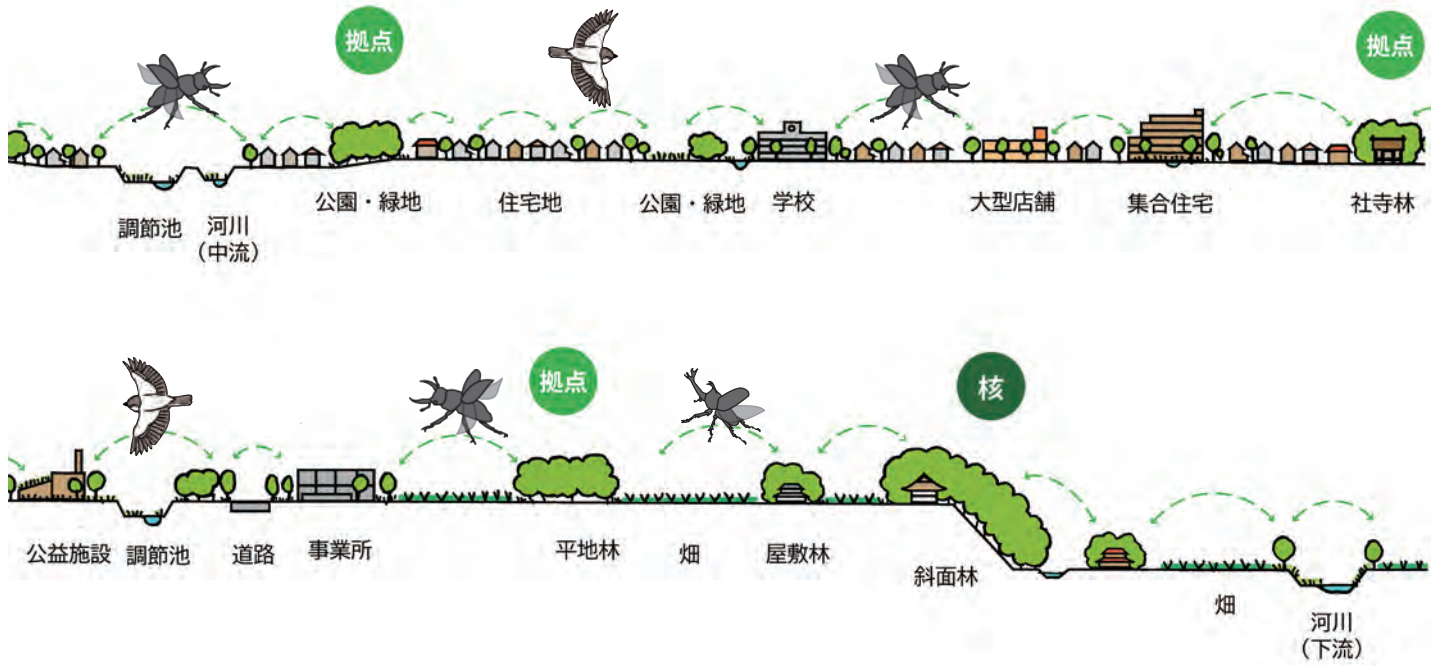 拠点
拠点
調節池
河川
（中流）
公園・緑地
住宅地
公園・緑地
学校
大型店舗
集合住宅
社寺林
拠点
核
公益施設
調節池
道路
事業所
平地林
畑
屋敷林
斜面林
畑
河川
（下流）